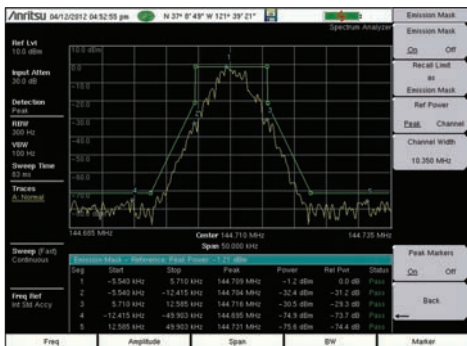 Anritsu 04/12/2012 04:52:55 pm N 37° 8' 49" W 121° 39' 21"
Spectrum Analyzer
Ref Lvl
10.0 dBm
Input Atten
30.0 dB
Detection
Peak
RBW
300 Hz
VBW
100 Hz
Sweep Time
63 ms
Traces
A: Normal
Sweep (Fast)
Continuous
Freq Ref
Int Std Accy
10.0 dBm
0.0
-10.0
-20.0
-30.0
-40.0
-50.0
-60.0
-70.0
1
2
3
4
5
144.685 MHz
Center 144.710 MHz
144.735 MHz
Span 50.000 kHz
Emission Mask -- Reference: Peak Power: -1.21 dBm
Seg Start Stop Peak Power Rel Pwr Status
1 -5.540 kHz 5.710 kHz 144.709 MHz -1.2 dBm 0.0 dB Pass
2 -5.540 kHz -12.415 kHz 144.704 MHz -32.4 dBm -31.2 dB Pass
3 5.710 kHz 12.585 kHz 144.716 MHz -30.5 dBm -29.3 dB Pass
4 -12.415 kHz -49.903 kHz 144.695 MHz -74.9 dBm -73.7 dB Pass
5 12.585 kHz 49.903 kHz 144.731 MHz -75.6 dBm -74.4 dB Pass
Emission Mask
Emission Mask
On Off
Recall Limit
as
Emission Mask
Ref Power
Peak Channel
Channel Width
10.350 MHz
Peak Markers
On Off
Back
Freq Amplitude Span BW Marker